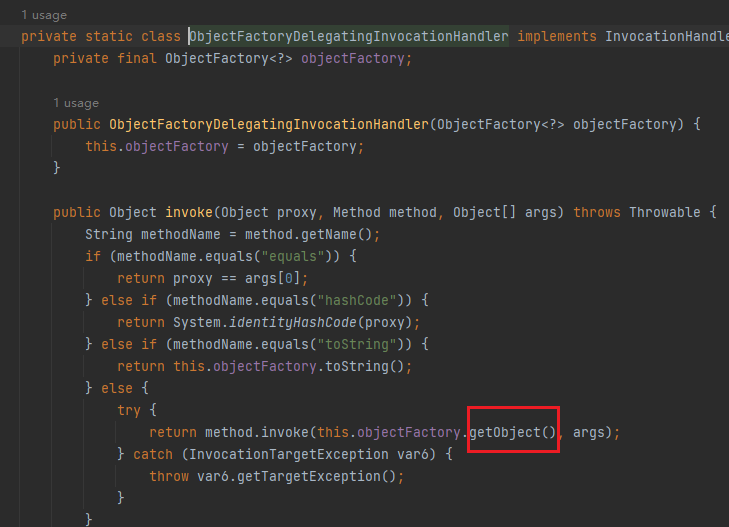 1 usage
private static class ObjectFactoryDelegatingInvocationHandler implements InvocationHandle
private final ObjectFactory<?> objectFactory;
1 usage
public ObjectFactoryDelegatingInvocationHandler(ObjectFactory<?> objectFactory) {
this.objectFactory = objectFactory;
}
public Object invoke(Object proxy, Method method, Object[] args) throws Throwable {
String methodName = method.getName();
if (methodName.equals("equals")) {
return proxy == args[0];
} else if (methodName.equals("hashCode")) {
return System.identityHashCode(proxy);
} else if (methodName.equals("toString")) {
return this.objectFactory.toString();
} else {
try {
return method.invoke(this.objectFactory.getObject(), args);
} catch (InvocationTargetException var6) {
throw var6.getTargetException();
}
}